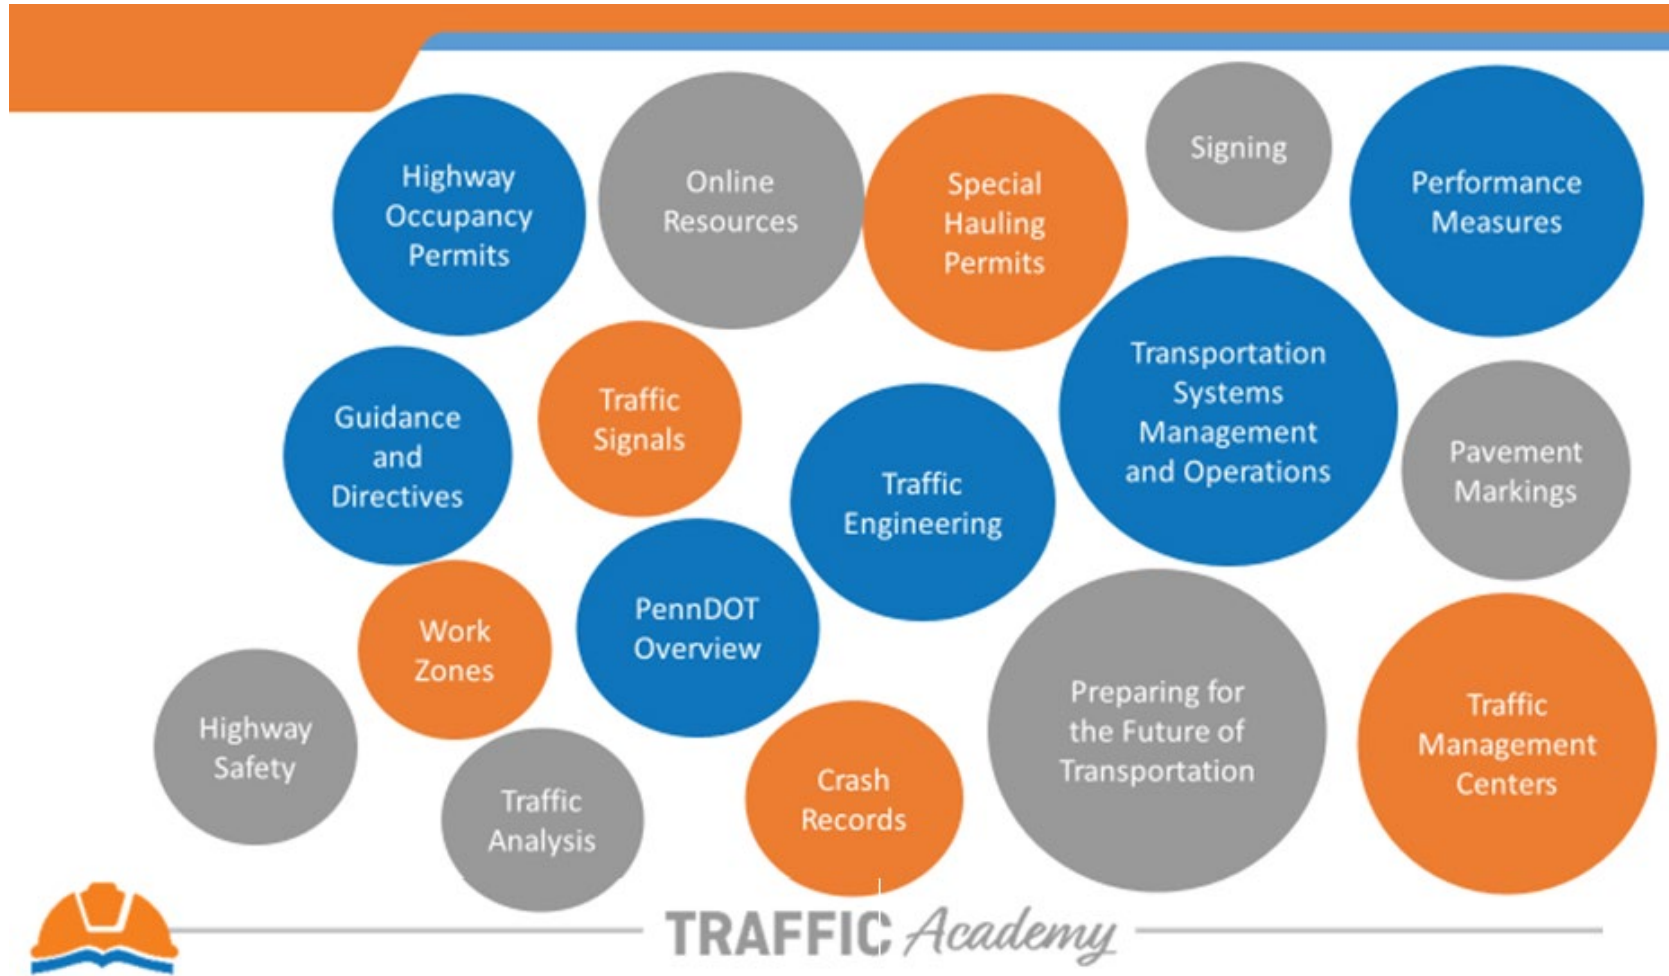 Highway
Occupancy
Permits
Online
Resources
Special
Hauling
Permits
Signing
Performance
Measures
Guidance
and
Directives
Traffic
Signals
Traffic
Engineering
Transportation
Systems
Management
and Operations
Pavement
Markings
Work
Zones
PennDOT
Overview
Highway
Safety
Traffic
Analysis
Crash
Records
Preparing for
the Future of
Transportation
Traffic
Management
Centers
TRAFFIC Academy